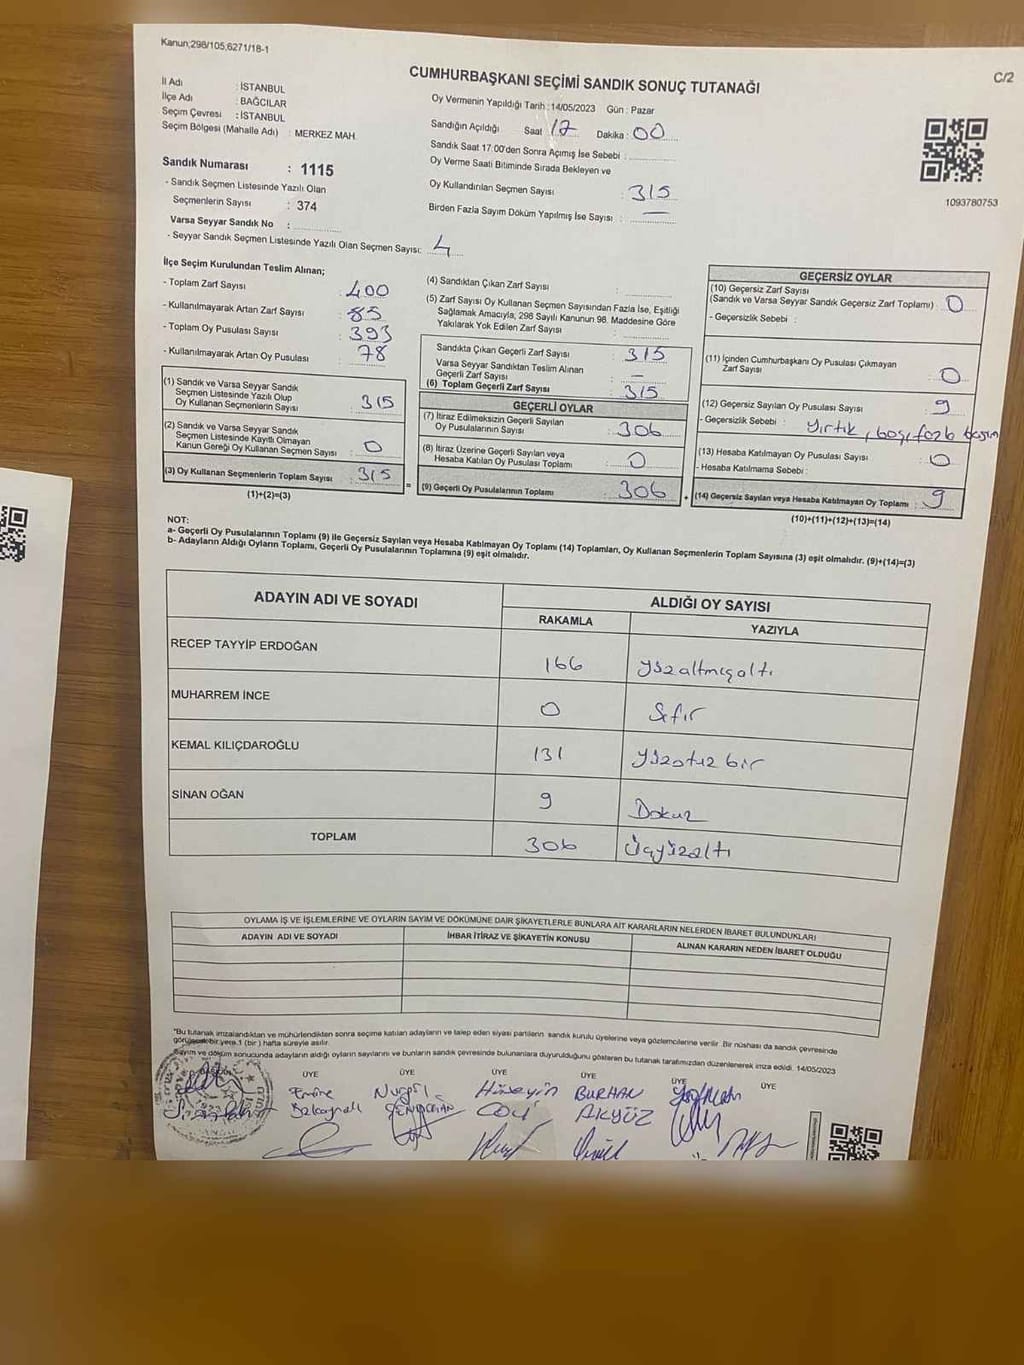 Kanun;298/105,6271/18-1
C/2
CUMHURBAŞKANI SEÇİMİ SANDIK SONUÇ TUTANAĞI
İl Adı : İSTANBUL
İlçe Adı : BAĞCILAR
Seçim Çevresi : İSTANBUL
Seçim Bölgesi (Mahalle Adı) : MERKEZ MAH.
Sandık Numarası : 1115
- Sandık Seçmen Listesinde Yazılı Olan
Seçmenlerin Sayısı : 374
Varsa Seyyar Sandık No :
- Seyyar Sandık Seçmen Listesinde Yazılı Olan Seçmen Sayısı: 4
Oy Vermenin Yapıldığı Tarih :14/05/2023 Gün : Pazar
Sandığın Açıldığı Saat 17 Dakika : 00
Sandık Saat 17:00'den Sonra Açımış İse Sebebi :
Oy Verme Saati Bitiminde Sırada Bekleyen ve
Oy Kullandırılan Seçmen Sayısı : 315
Birden Fazla Sayım Döküm Yapılmış İse Sayısı : —
1093780753
İlçe Seçim Kurulundan Teslim Alınan;
- Toplam Zarf Sayısı : 400
- Kullanılmayarak Artan Zarf Sayısı : 85
- Toplam Oy Pusulası Sayısı : 393
- Kullanılmayarak Artan Oy Pusulası : 78
(1) Sandık ve Varsa Seyyar Sandık
Seçmen Listesinde Yazılı Olup
Oy Kullanan Seçmenlerin Sayısı : 315
(2) Sandık ve Varsa Seyyar Sandık
Seçmen Listesinde Kayıtlı Olmayan
Kanun Gereği Oy Kullanan Seçmen Sayısı : 0
(3) Oy Kullanan Seçmenlerin Toplam Sayısı : 315
(1)+(2)=(3)
(4) Sandıktan Çıkan Zarf Sayısı :
(5) Zarf Sayısı Oy Kullanan Seçmen Sayısından Fazla İse, Eşitliği
Sağlamak Amacıyla, 298 Sayılı Kanunun 98. Maddesine Göre
Yakılarak Yok Edilen Zarf Sayısı :
Sandıkta Çıkan Geçerli Zarf Sayısı : 315
Varsa Seyyar Sandıktan Teslim Alınan
Geçerli Zarf Sayısı : —
(6) Toplam Geçerli Zarf Sayısı : 315
GEÇERLİ OYLAR
(7) İtiraz Edilmeksizin Geçerli Sayılan
Oy Pusulalarının Sayısı : 306
(8) İtiraz Üzerine Geçerli Sayılan veya
Hesaba Katılan Oy Pusulası Toplamı : 0
(9) Geçerli Oy Pusulalarının Toplamı : 306
GEÇERSİZ OYLAR
(10) Geçersiz Zarf Sayısı
(Sandık ve Varsa Seyyar Sandık Geçersiz Zarf Toplamı) : 0
- Geçersizlik Sebebi :
(11) İçinden Cumhurbaşkanı Oy Pusulası Çıkmayan
Zarf Sayısı : 0
(12) Geçersiz Sayılan Oy Pusulası Sayısı : 9
- Geçersizlik Sebebi : Yırtık, boş, fazla basım
(13) Hesaba Katılmayan Oy Pusulası Sayısı : 0
- Hesaba Katılmama Sebebi :
(14) Geçersiz Sayılan veya Hesaba Katılmayan Oy Toplamı : 9
(10)+(11)+(12)+(13)=(14)
NOT:
a- Geçerli Oy Pusulalarının Toplamı (9) ile Geçersiz Sayılan veya Hesaba Katılmayan Oy Toplamı (14) Toplamları, Oy Kullanan Seçmenlerin Toplam Sayısına (3) eşit olmalıdır. (9)+(14)=(3)
b- Adayların Aldığı Oyların Toplamı, Geçerli Oy Pusulalarının Toplamına (9) eşit olmalıdır.
ADAYIN ADI VE SOYADI
ALDIĞI OY SAYISI
RAKAMLA YAZIYLA
RECEP TAYYİP ERDOĞAN 166 Yüzaltmışaltı
MUHARREM İNCE 0 Sıfır
KEMAL KILIÇDAROĞLU 131 Yüzotuz bir
SİNAN OĞAN 9 Dokuz
TOPLAM 306 Üçyüzaltı
OYLAMA İŞ VE İŞLEMLERİNE VE OYLARIN SAYIM VE DÖKÜMÜNE DAİR ŞİKAYETLERLE BUNLARA AİT KARARLARIN NELERDEN İBARET BULUNDUKLARI
ADAYIN ADI VE SOYADI İHBAR İTİRAZ VE ŞİKAYETİN KONUSU ALINAN KARARIN NEDEN İBARET OLDUĞU
"Bu tutanak imzalandıktan ve mühürlendikten sonra seçime katılan adayların ve talep eden siyasi partilerin sandık kurulu üyelerine veya gözlemcilerine verilir. Bir nüshası da sandık çevresinde
görülecek bir yere 1 (bir) hafta süreyle asılır.
Sayım ve döküm sonucunda adayların aldığı oyların sayılarını ve bunların sandık çevresinde bulunanlara duyurulduğunu gösteren bu tutanak tarafımızdan düzenlenerek imza edildi. 14/05/2023
ÜYE ÜYE ÜYE ÜYE ÜYE ÜYE
Emine Nurgül Hüseyin BURHAN
AKYÜZ